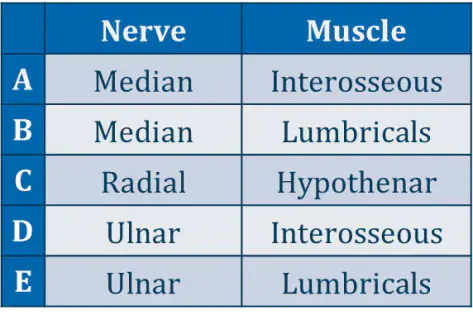 Nerve Muscle
A Median Interosseous
B Median Lumbricals
C Radial Hypothenar
D Ulnar Interosseous
E Ulnar Lumbricals